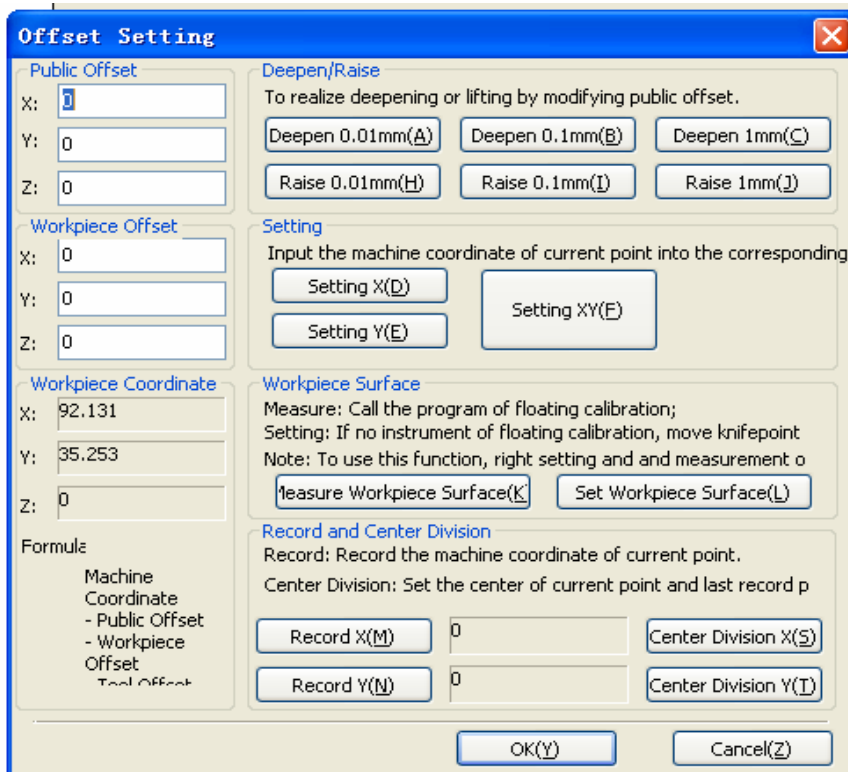 Offset Setting
Public Offset
X: 0
Y: 0
Z: 0
Deepen/Raise
To realize deepening or lifting by modifying public offset.
Deepen 0.01mm(A) Deepen 0.1mm(B) Deepen 1mm(C)
Raise 0.01mm(H) Raise 0.1mm(I) Raise 1mm(J)
Workpiece Offset
X: 0
Y: 0
Z: 0
Setting
Input the machine coordinate of current point into the corresponding
Setting X(D)
Setting Y(E)
Setting XY(F)
Workpiece Coordinate
X: 92.131
Y: 35.253
Z: 0
Formula
Machine
Coordinate
- Public Offset
- Workpiece
Offset
- Tool Offset
Workpiece Surface
Measure: Call the program of floating calibration;
Setting: If no instrument of floating calibration, move knifepoint
Note: To use this function, right setting and and measurement o
Measure Workpiece Surface(K Set Workpiece Surface(L)
Record and Center Division
Record: Record the machine coordinate of current point.
Center Division: Set the center of current point and last record p
Record X(M) 0 Center Division X(S)
Record Y(N) 0 Center Division Y(T)
OK(Y) Cancel(Z)